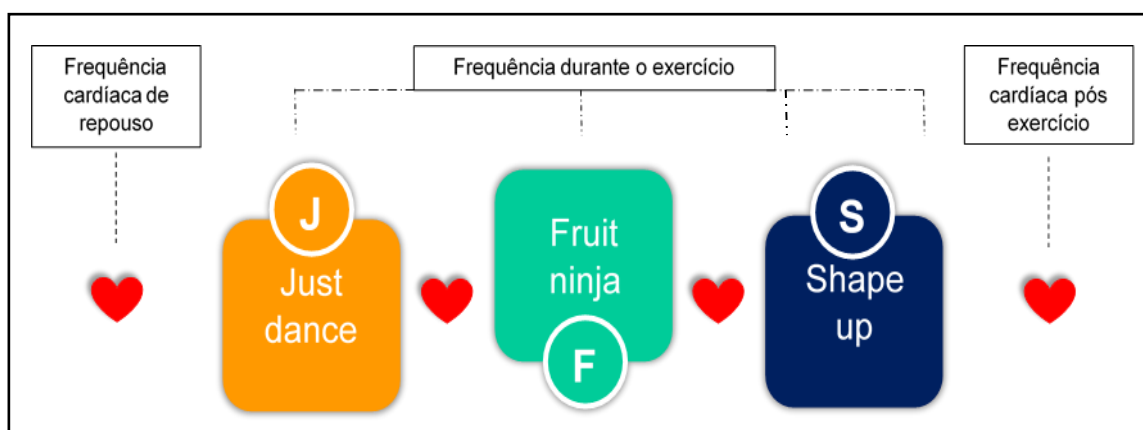 Frequência
cardíaca de
repouso
Frequência durante o exercício
Frequência
cardíaca pós
exercício
J
Just
dance
Fruit
ninja
F
S
Shape
up